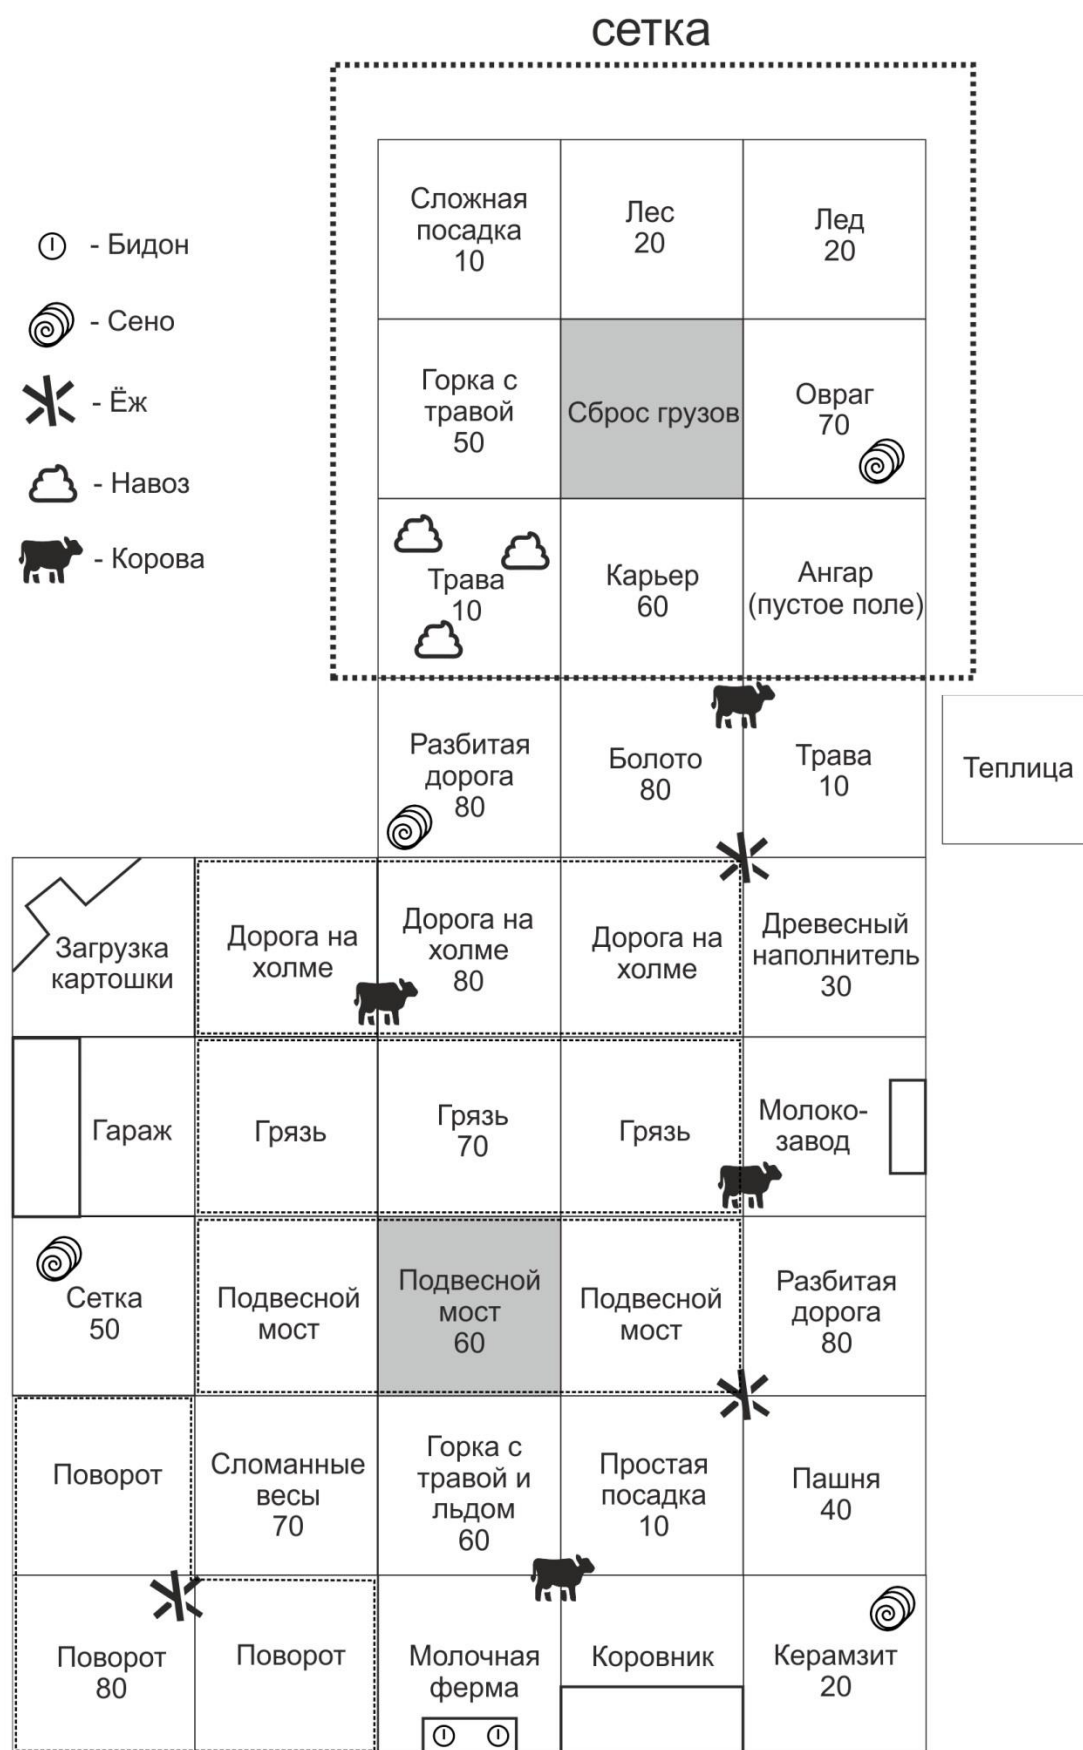 сетка
- Бидон
- Сено
- Ёж
- Навоз
- Корова
Сложная
посадка
10
Лес
20
Лед
20
Горка с
травой
50
Сброс грузов
Овраг
70
Трава
10
Карьер
60
Ангар
(пустое поле)
Разбитая
дорога
80
Болото
80
Трава
10
Теплица
Загрузка
картошки
Дорога на
холме
Дорога на
холме
80
Дорога на
холме
Древесный
наполнитель
30
Гараж
Грязь
Грязь
70
Грязь
Молоко-
завод
Сетка
50
Подвесной
мост
Подвесной
мост
60
Подвесной
мост
Разбитая
дорога
80
Поворот
Сломанные
весы
70
Горка с
травой и
льдом
60
Простая
посадка
10
Пашня
40
Поворот
80
Поворот
Молочная
ферма
Коровник
Керамзит
20